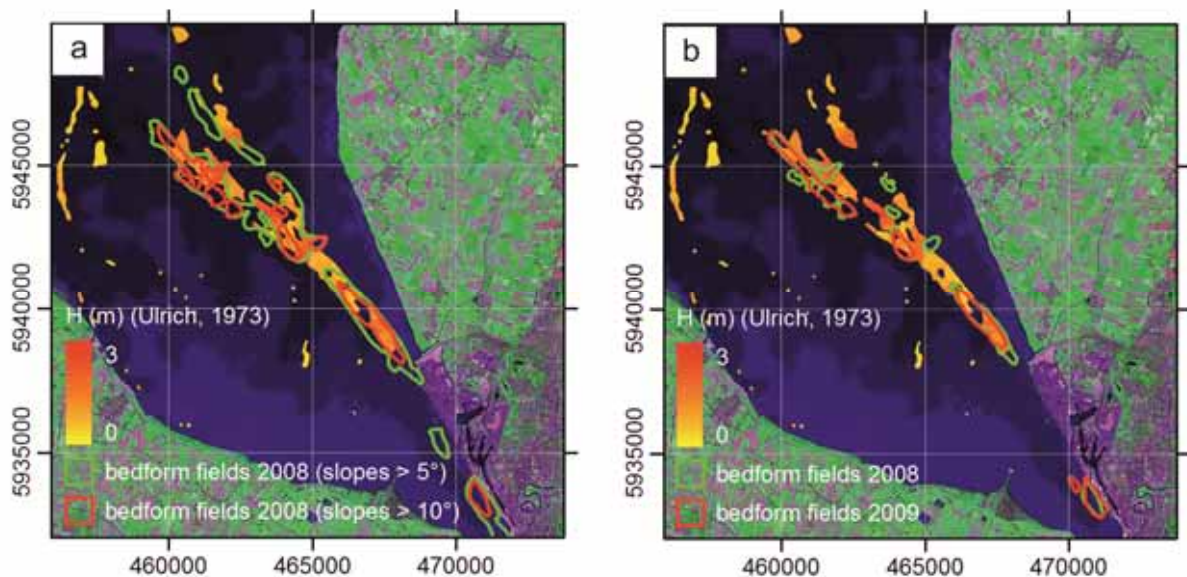 a
5945000
5940000
5935000
H (m) (Ulrich, 1973)
3
0
bedform fields 2008 (slopes > 5°)
bedform fields 2008 (slopes > 10°)
460000
465000
470000
b
5945000
5940000
5935000
H (m) (Ulrich, 1973)
3
0
bedform fields 2008
bedform fields 2009
460000
465000
470000